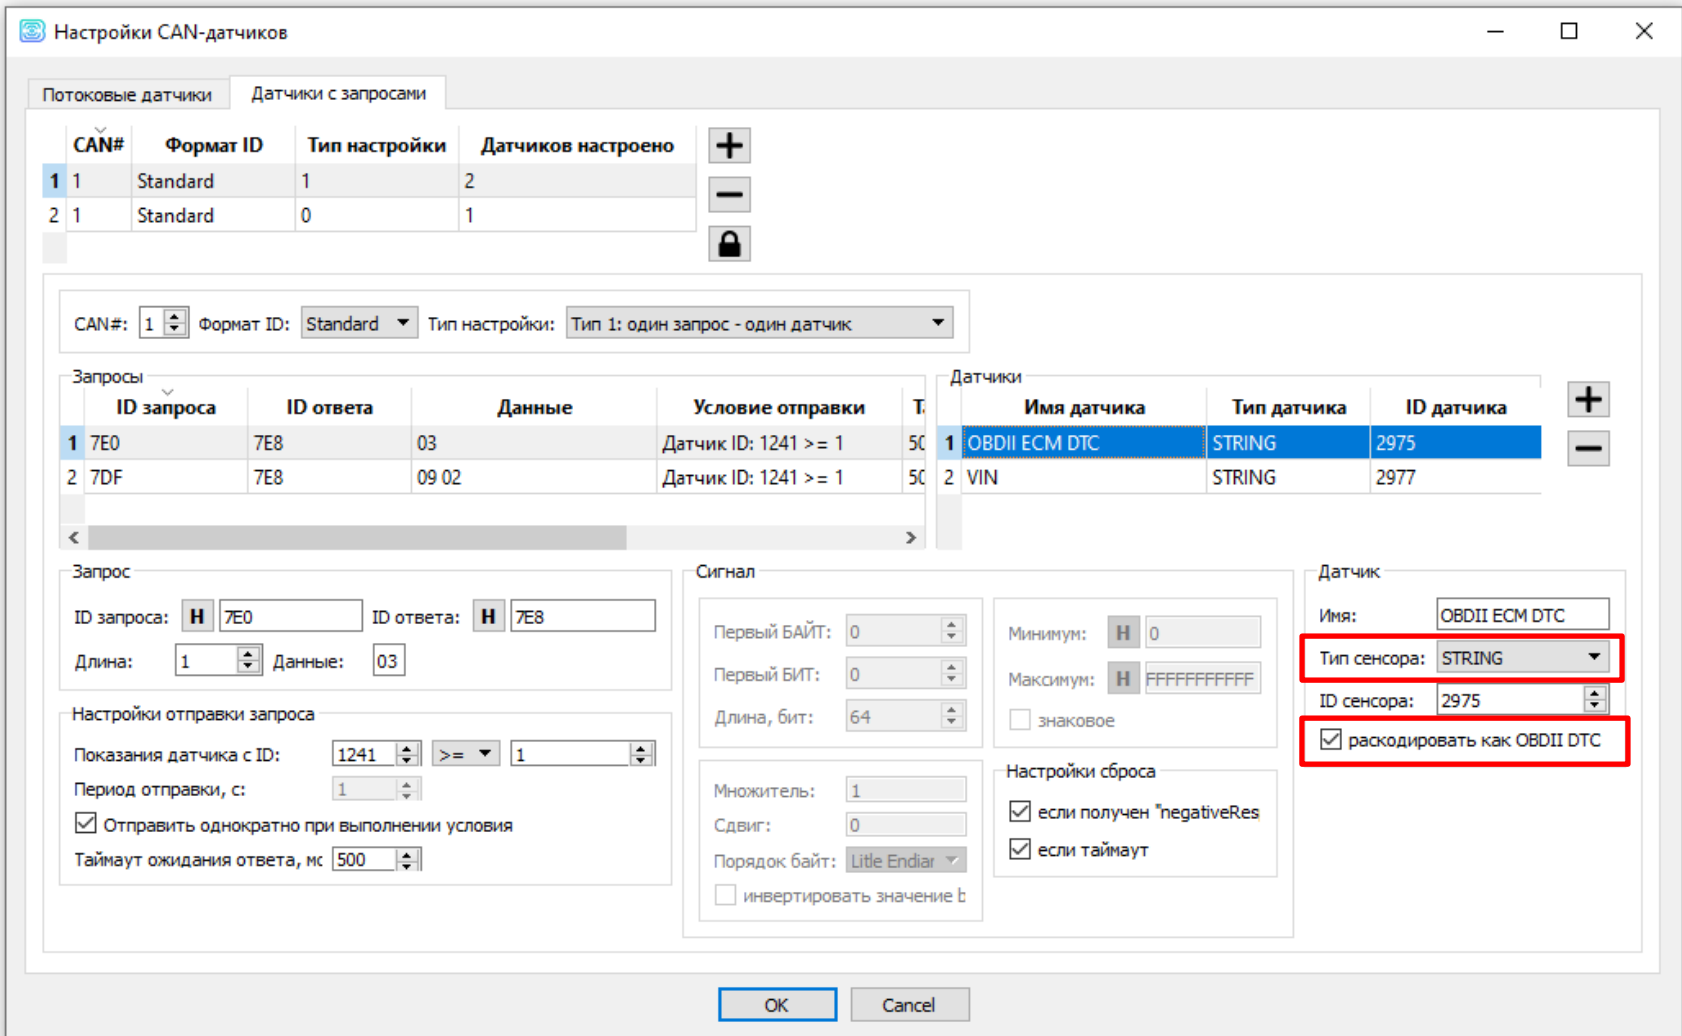 Настройки CAN-датчиков
Потоковые датчики Датчики с запросами
CAN# Формат ID Тип настройки Датчиков настроено
1 1 Standard 1 2
2 1 Standard 0 1
CAN#: 1 Формат ID: Standard Тип настройки: Тип 1: один запрос - один датчик
Запросы
ID запроса ID ответа Данные Условие отправки Т
1 7E0 7E8 03 Датчик ID: 1241 >= 1 50
2 7DF 7E8 09 02 Датчик ID: 1241 >= 1 50
Датчики
Имя датчика Тип датчика ID датчика
1 OBDII ECM DTC STRING 2975
2 VIN STRING 2977
Запрос
ID запроса: H 7E0 ID ответа: H 7E8
Длина: 1 Данные: 03
Настройки отправки запроса
Показания датчика с ID: 1241 >= 1
Период отправки, с: 1
Отправить однократно при выполнении условия
Таймаут ожидания ответа, мс 500
Сигнал
Первый БАЙТ: 0
Первый БИТ: 0
Длина, бит: 64
Минимум: H 0
Максимум: H FFFFFFFFFFF
знаковое
Множитель: 1
Сдвиг: 0
Порядок байт: Litle Endiar
инвертировать значение b
Настройки сброса
если получен "negativeRes
если таймаут
Датчик
Имя: OBDII ECM DTC
Тип сенсора: STRING
ID сенсора: 2975
раскодировать как OBDII DTC
OK Cancel